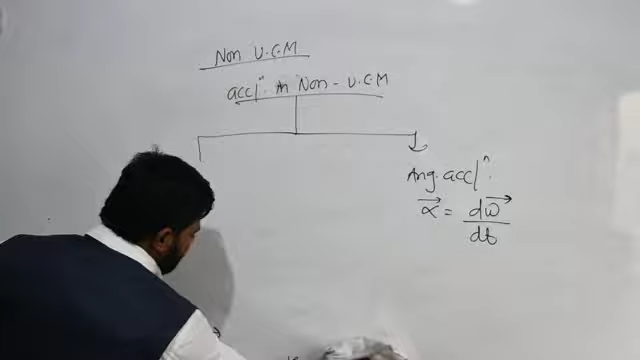 Non U.C.M
accl^n. in Non-U.C.M
Ang. accl^n.
α⃗ = dω⃗/dt